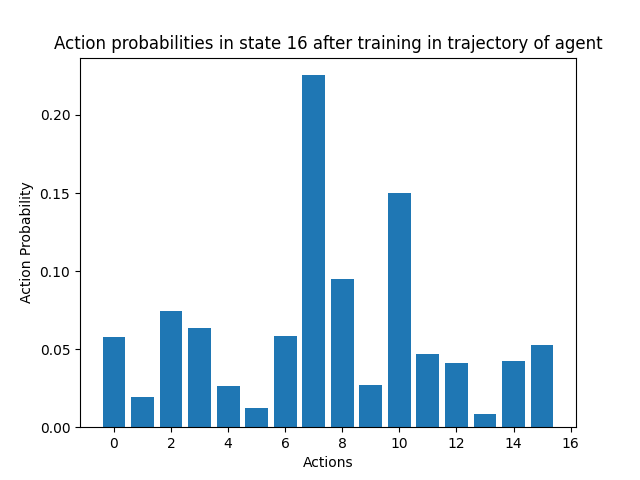 Action probabilities in state 16 after training in trajectory of agent
0.20
0.15
0.10
0.05
0.00
Action Probability
0 2 4 6 8 10 12 14 16
Actions